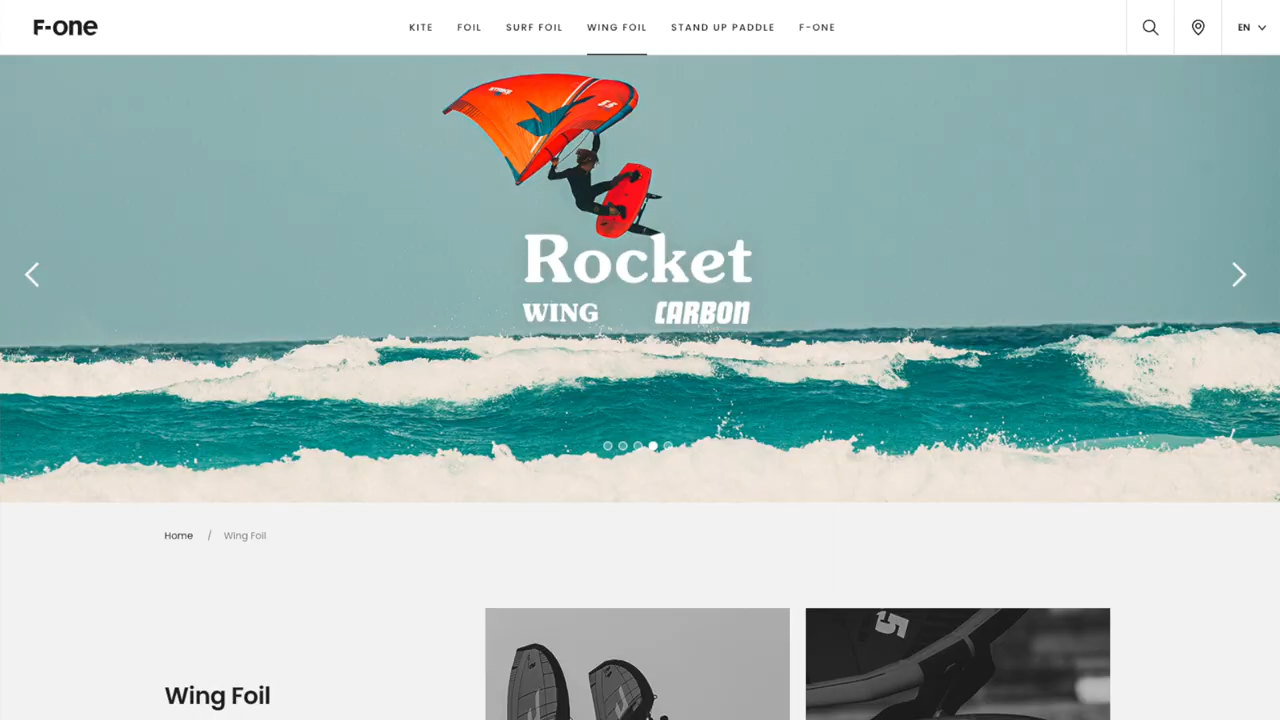 F-one
KITE FOIL SURF FOIL WING FOIL STAND UP PADDLE F-ONE EN
Rocket
WING CARBON
Home / Wing Foil
Wing Foil